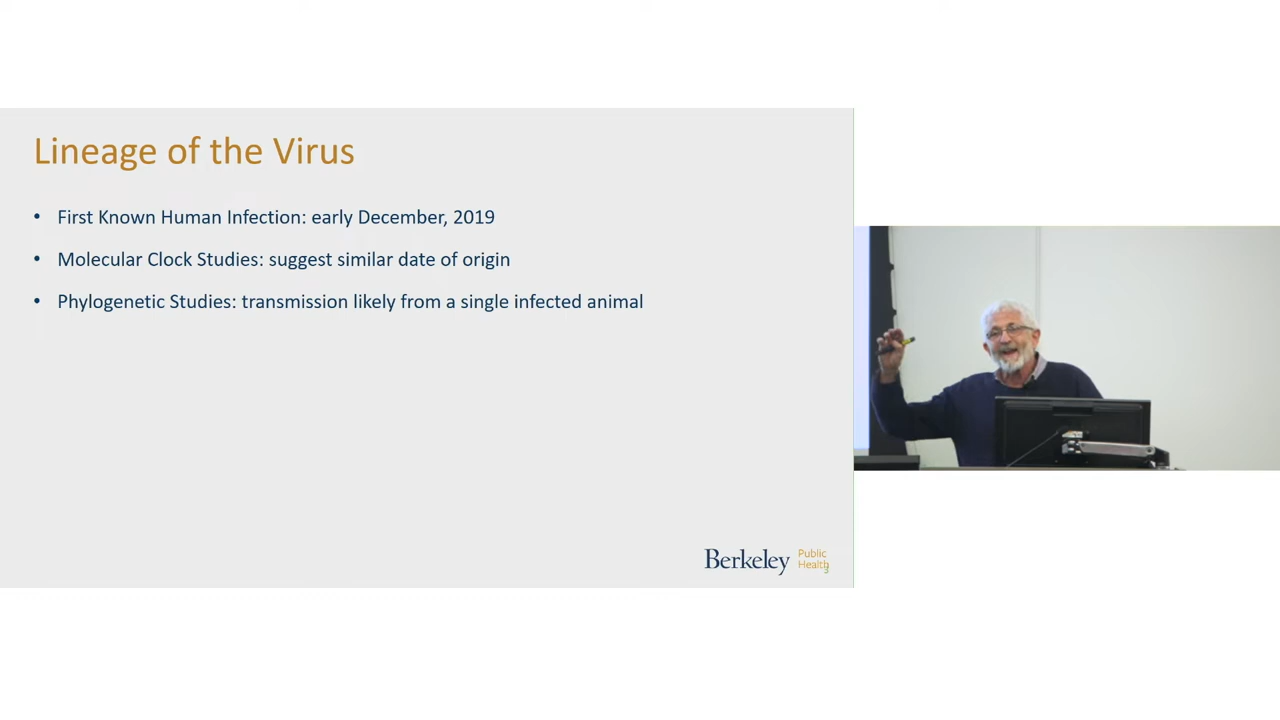 Lineage of the Virus
• First Known Human Infection: early December, 2019
• Molecular Clock Studies: suggest similar date of origin
• Phylogenetic Studies: transmission likely from a single infected animal
Berkeley
Public
Health
3